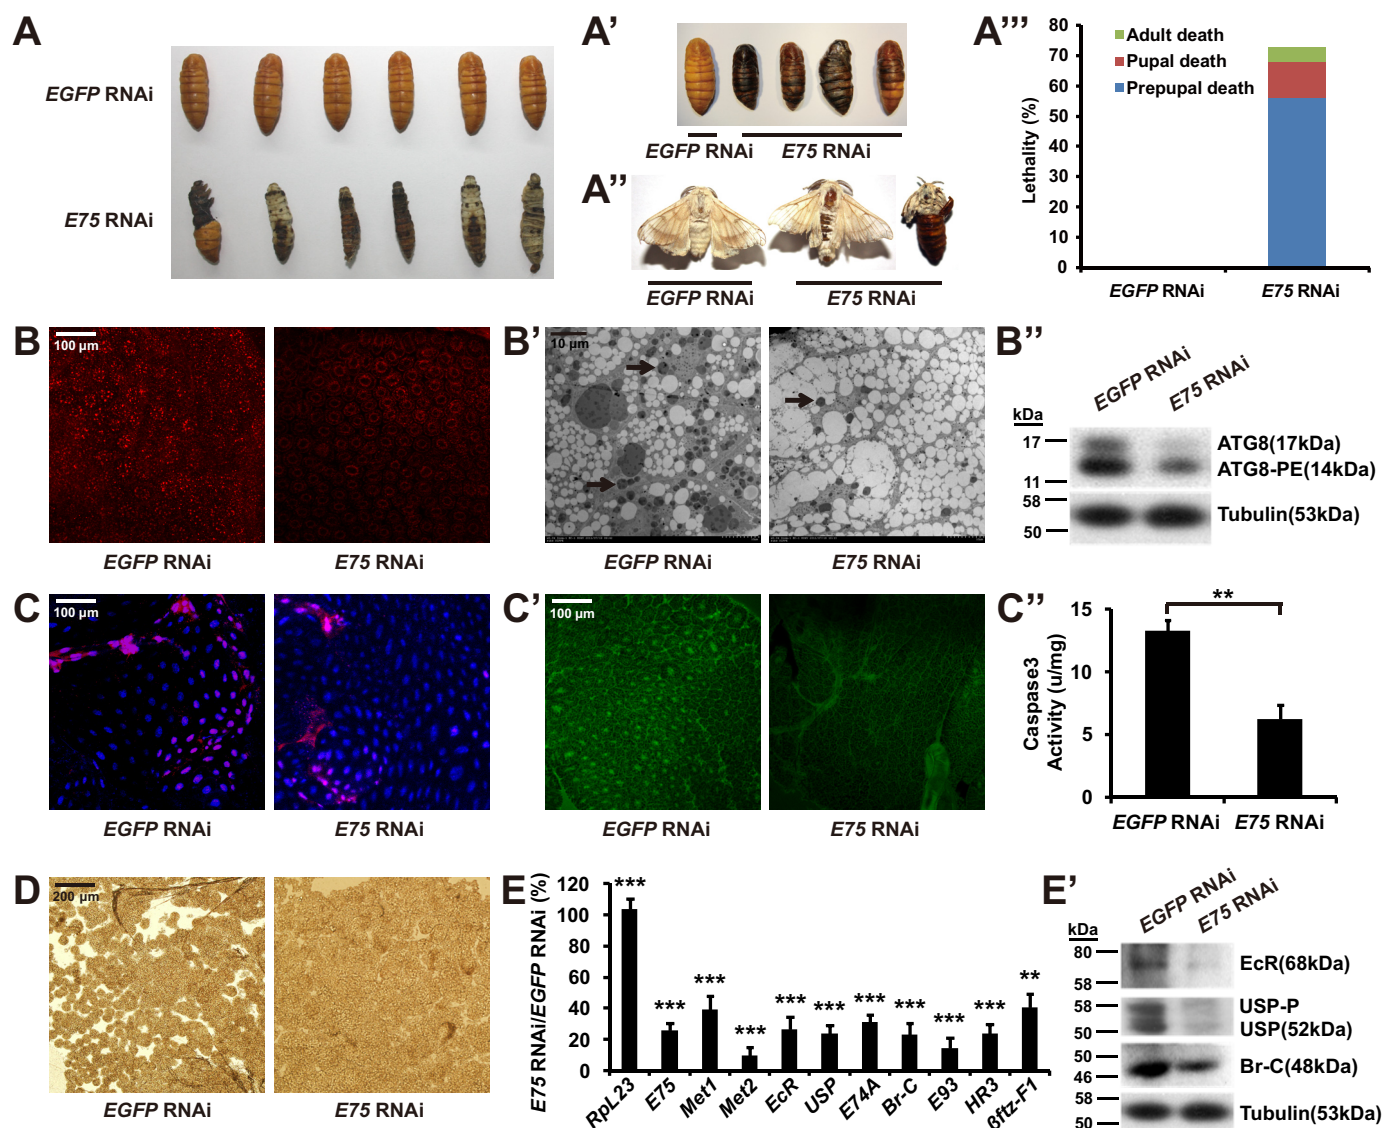 A
EGFP RNAi
E75 RNAi
A'
EGFP RNAi
E75 RNAi
A''
EGFP RNAi
E75 RNAi
A'''
Lethality (%)
80
70
60
50
40
30
20
10
0
Adult death
Pupal death
Prepupal death
EGFP RNAi
E75 RNAi
B
100 μm
EGFP RNAi
E75 RNAi
B'
10 μm
EGFP RNAi
E75 RNAi
B''
EGFP RNAi
E75 RNAi
kDa
17
11
58
50
ATG8(17kDa)
ATG8-PE(14kDa)
Tubulin(53kDa)
C
100 μm
EGFP RNAi
E75 RNAi
C'
100 μm
EGFP RNAi
E75 RNAi
C''
Caspase3
Activity (u/mg)
15
10
5
0
**
EGFP RNAi
E75 RNAi
D
200 μm
EGFP RNAi
E75 RNAi
E
E75 RNAi/EGFP RNAi (%)
120
100
80
60
40
20
0
*** *** *** *** *** *** *** *** *** *** **
RpL23 E75 Met1 Met2 EcR USP E74A Br-C E93 HR3 βftz-F1
E'
EGFP RNAi
E75 RNAi
kDa
80
58
58
50
50
46
58
50
EcR(68kDa)
USP-P
USP(52kDa)
Br-C(48kDa)
Tubulin(53kDa)